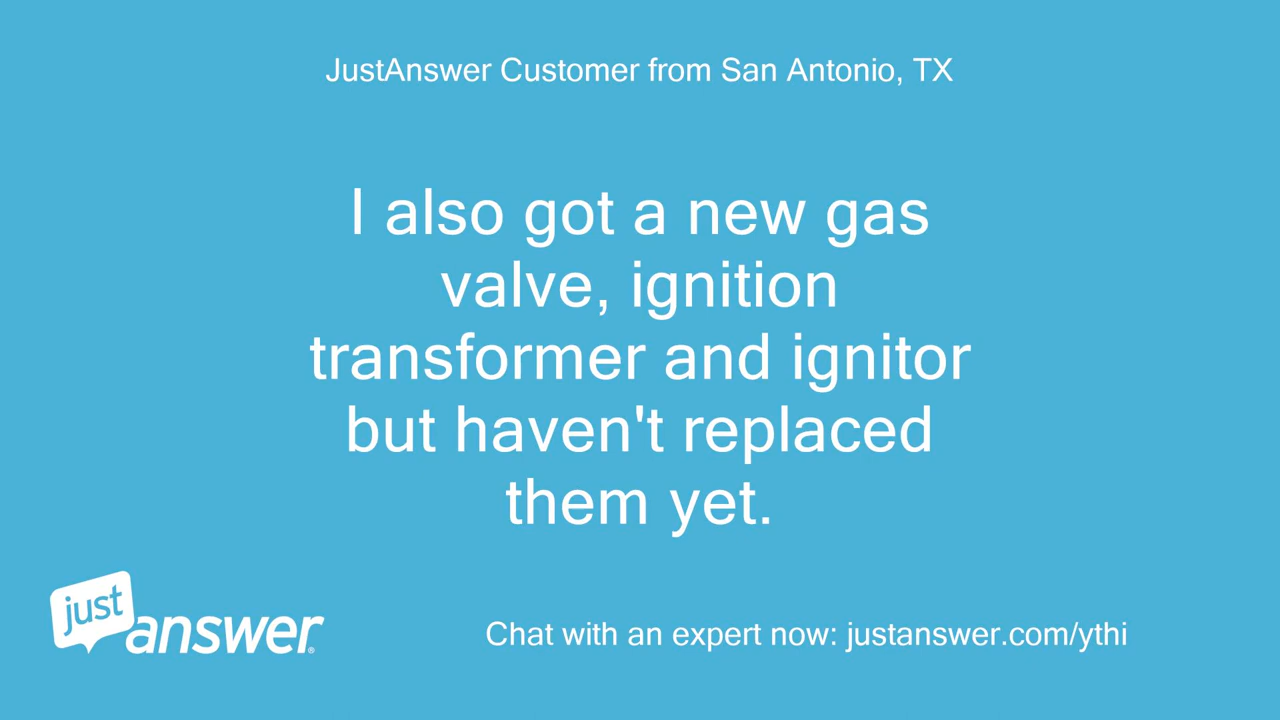 JustAnswer Customer from San Antonio, TX
I also got a new gas
valve, ignition
transformer and ignitor
but haven't replaced
them yet.
just
answer®
Chat with an expert now: justanswer.com/ythi